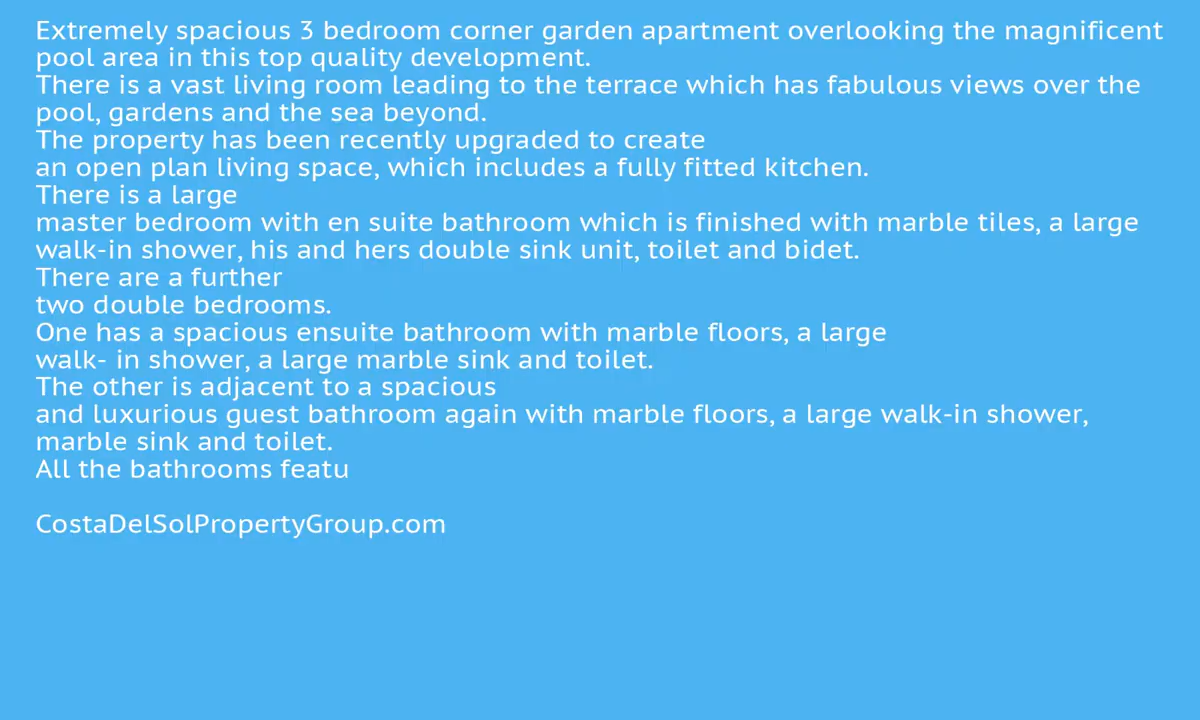 Extremely spacious 3 bedroom corner garden apartment overlooking the magnificent
pool area in this top quality development.
There is a vast living room leading to the terrace which has fabulous views over the
pool, gardens and the sea beyond.
The property has been recently upgraded to create
an open plan living space, which includes a fully fitted kitchen.
There is a large
master bedroom with en suite bathroom which is finished with marble tiles, a large
walk-in shower, his and hers double sink unit, toilet and bidet.
There are a further
two double bedrooms.
One has a spacious ensuite bathroom with marble floors, a large
walk- in shower, a large marble sink and toilet.
The other is adjacent to a spacious
and luxurious guest bathroom again with marble floors, a large walk-in shower,
marble sink and toilet.
All the bathrooms featu
CostaDelSolPropertyGroup.com